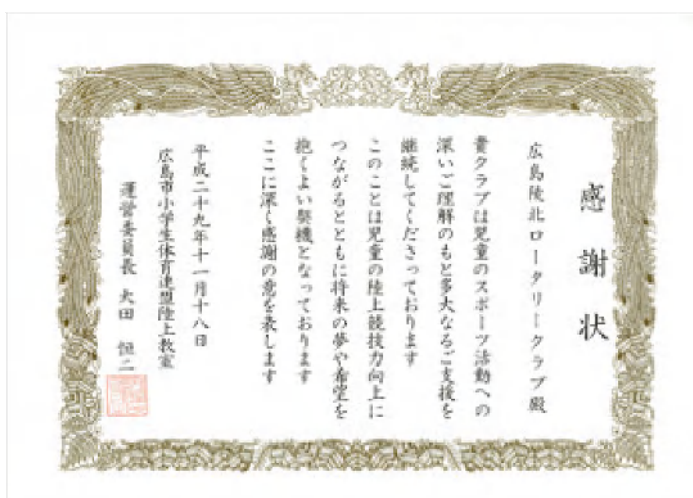 感謝状
広島陵北ロータリークラブ殿
貴クラブは児童のスポーツ活動への
深いご理解のもと多大なるご支援を
継続してくださっております
このことは児童の陸上競技力向上に
つながるとともに将来の夢や希望を
抱くよい契機となっております
ここに深く感謝の意を表します
平成二十九年十一月十八日
広島市小学生体育連盟陸上教室
運営委員長 大田 恒二